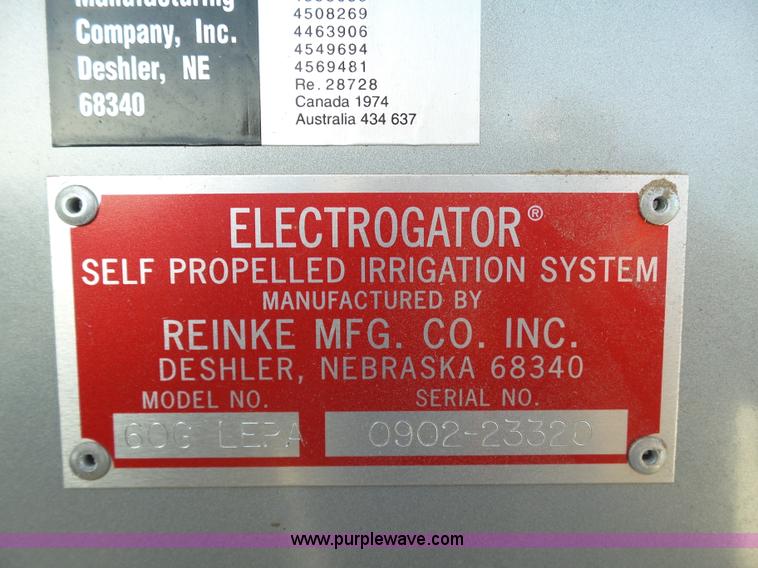 Manufacturing
Company, Inc.
Deshler, NE
68340
4508269
4463906
4549694
4569481
Re. 28728
Canada 1974
Australia 434 637
ELECTROGATOR®
SELF PROPELLED IRRIGATION SYSTEM
MANUFACTURED BY
REINKE MFG. CO. INC.
DESHLER, NEBRASKA 68340
MODEL NO. SERIAL NO.
60G LEPA 0902-23320
www.purplewave.com